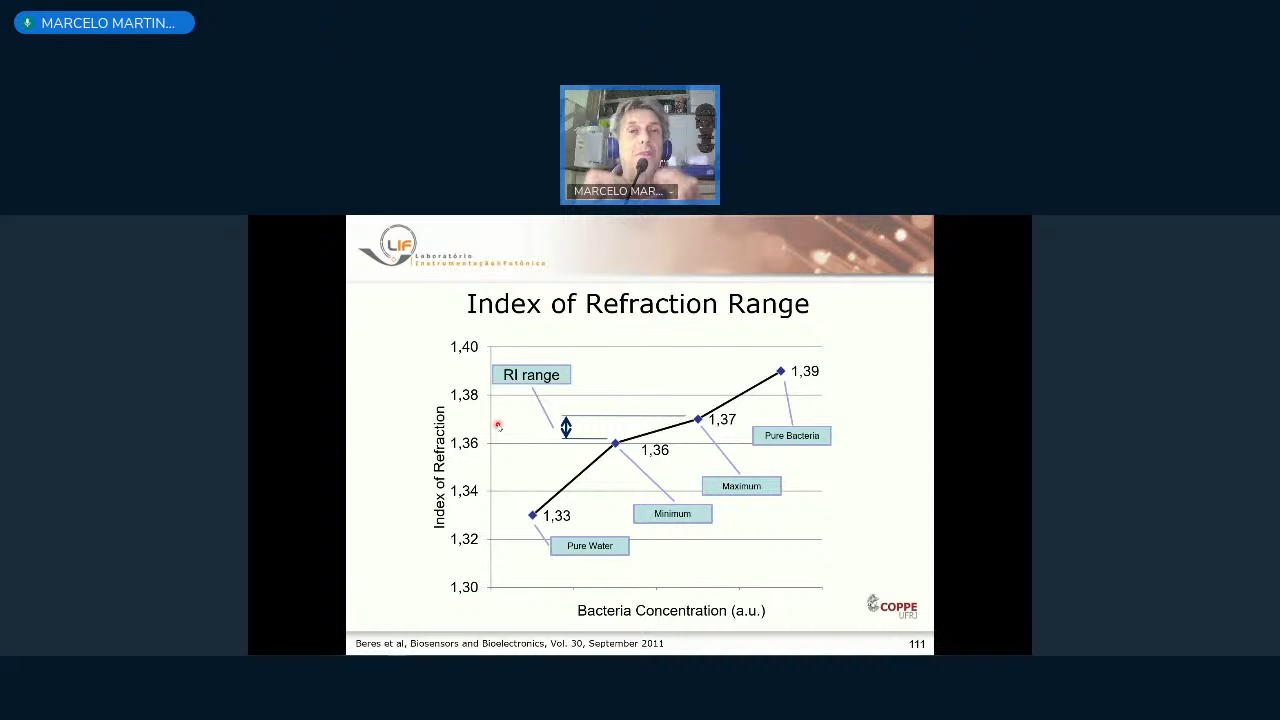 MARCELO MARTIN...
MARCELO MAR...
LIF
Laboratório
Instrumentação&Fotônica
Index of Refraction Range
1,40
1,38
1,36
1,34
1,32
1,30
Index of Refraction
RI range
1,39
1,37
Pure Bacteria
1,36
Maximum
1,33
Minimum
Pure Water
Bacteria Concentration (a.u.)
COPPE
UFRJ
Beres et al, Biosensors and Bioelectronics, Vol. 30, September 2011
111